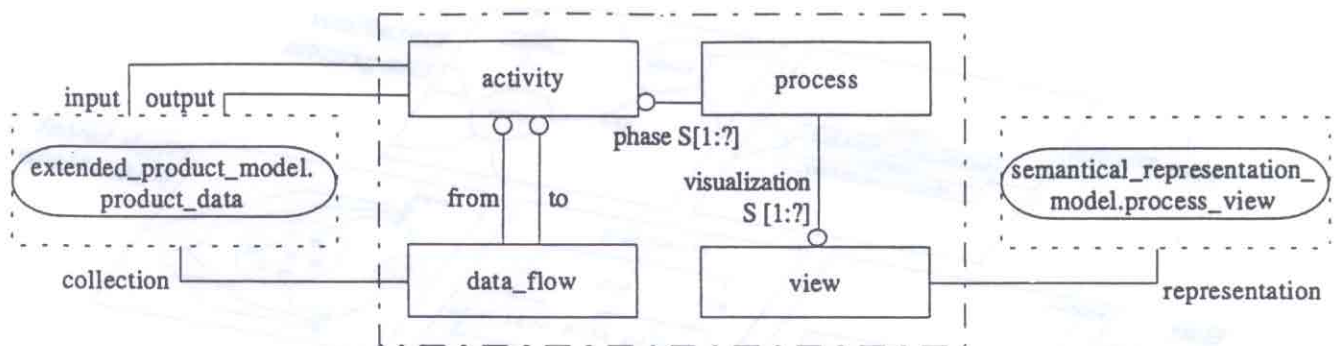 activity
process
input
output
phase S[1:?]
extended_product_model.
product_data
from
to
visualization
S [1:?]
semantical_representation_
model.process_view
collection
data_flow
view
representation